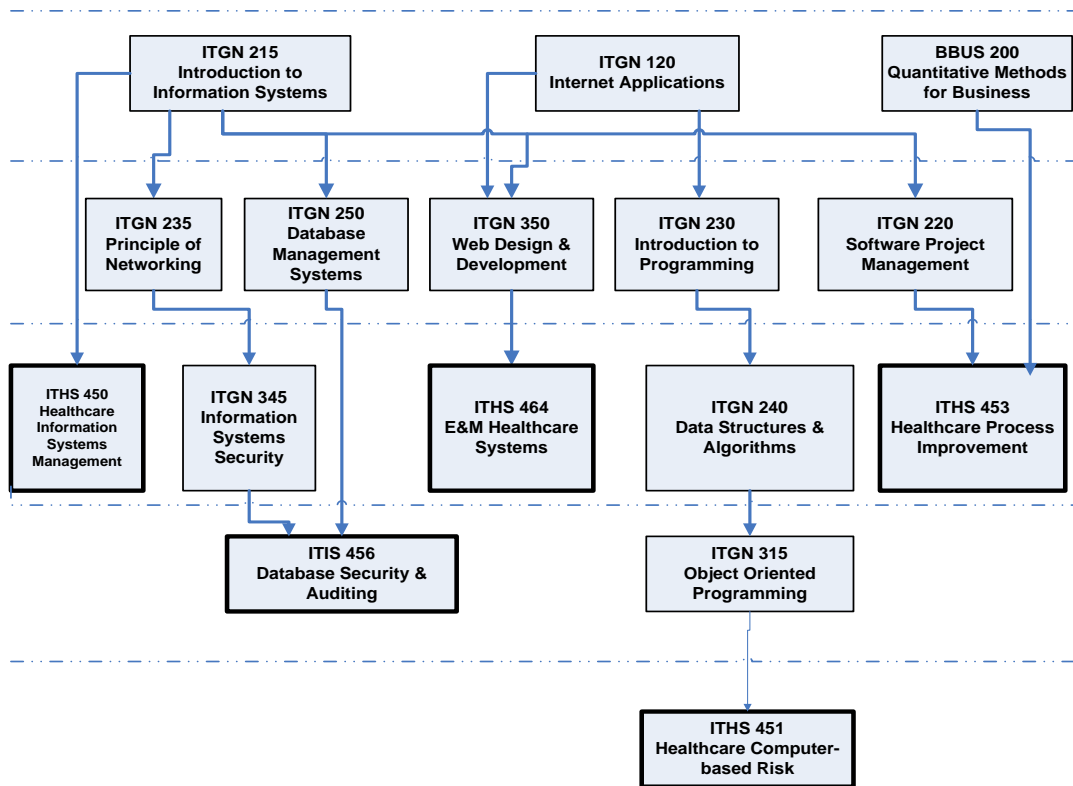 ITGN 215
Introduction to
Information Systems
ITGN 120
Internet Applications
BBUS 200
Quantitative Methods
for Business
ITGN 235
Principle of
Networking
ITGN 250
Database
Management
Systems
ITGN 350
Web Design &
Development
ITGN 230
Introduction to
Programming
ITGN 220
Software Project
Management
ITHS 450
Healthcare
Information
Systems
Management
ITGN 345
Information
Systems
Security
ITHS 464
E&M Healthcare
Systems
ITGN 240
Data Structures &
Algorithms
ITHS 453
Healthcare Process
Improvement
ITIS 456
Database Security &
Auditing
ITGN 315
Object Oriented
Programming
ITHS 451
Healthcare Computer-
based Risk